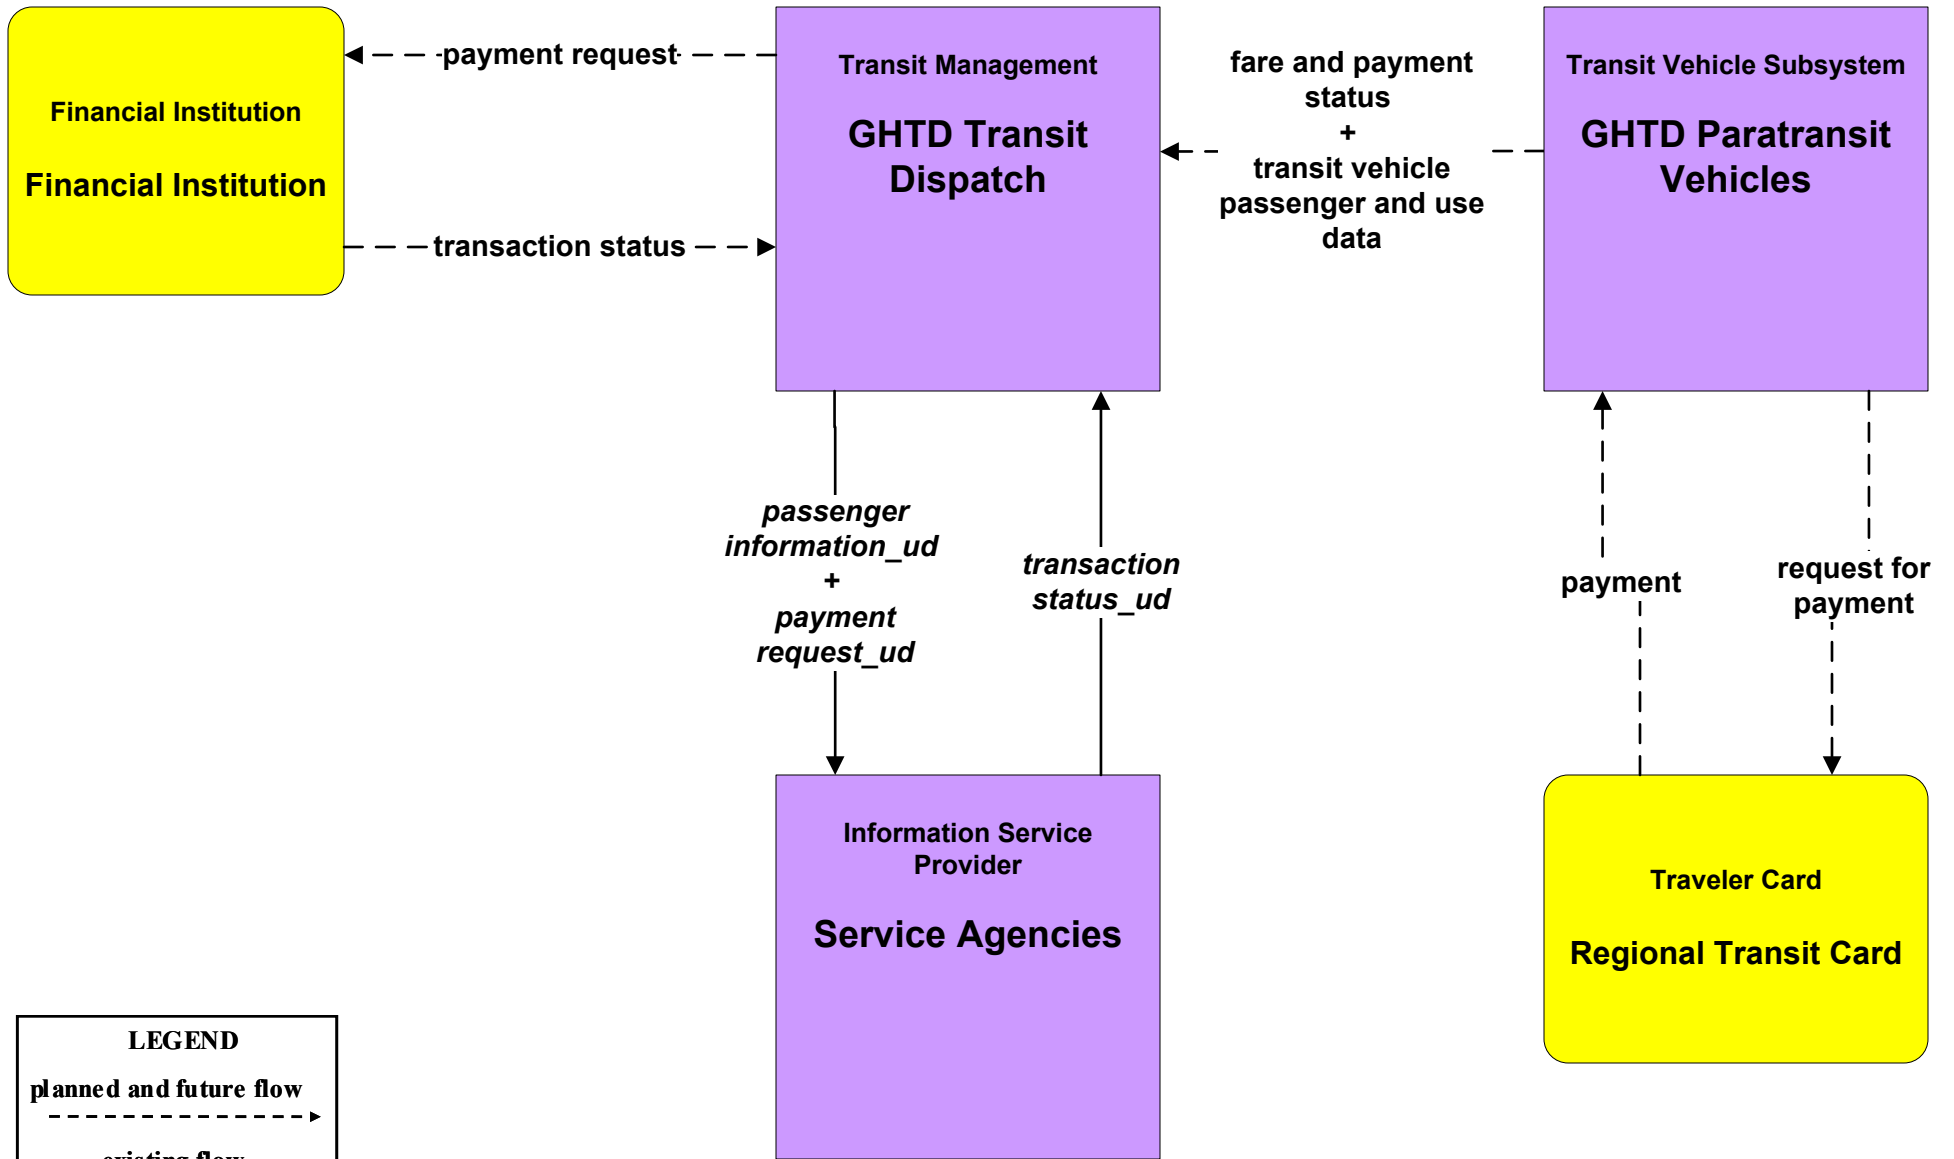 payment request
Financial Institution
Financial Institution
transaction status
Transit Management
GHTD Transit
Dispatch
fare and payment
status
+
transit vehicle
passenger and use
data
Transit Vehicle Subsystem
GHTD Paratransit
Vehicles
passenger
information_ud
+
payment
request_ud
transaction
status_ud
payment
request for
payment
Information Service
Provider
Service Agencies
Traveler Card
Regional Transit Card
LEGEND
planned and future flow
existing flow